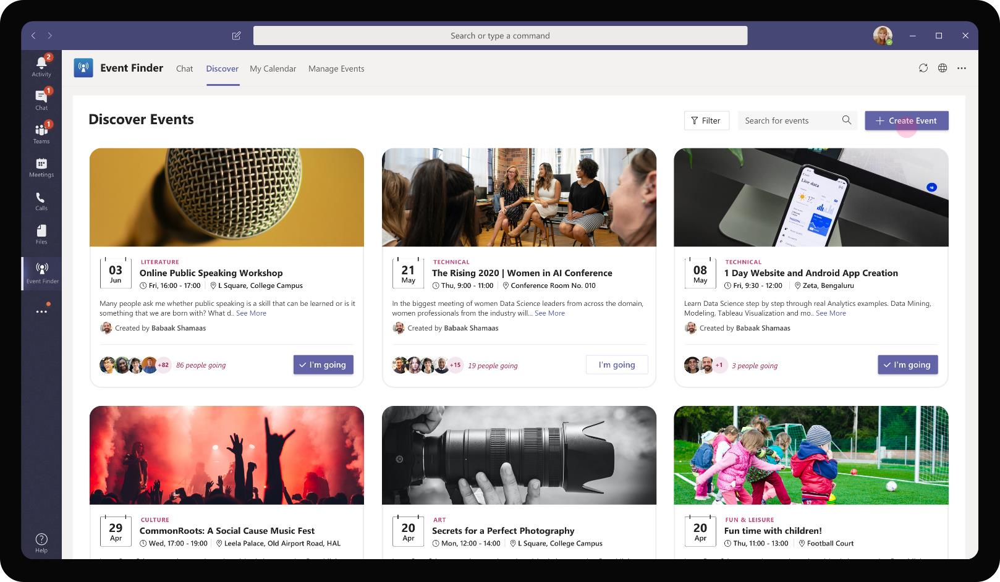 Search or type a command
2
Activity
1
Chat
1
Teams
Meetings
Calls
Files
Event Finder
Help
Event Finder Chat Discover My Calendar Manage Events
Discover Events
Filter
Search for events
Create Event
Live data
17°
03
Jun
LITERATURE
Online Public Speaking Workshop
Fri, 16:00 - 17:00 L Square, College Campus
Many people ask me whether public speaking is a skill that can be learned or is it
something that we are born with? What d.. See More
Created by Babaak Shamaas
+82 86 people going
I'm going
21
May
TECHNICAL
The Rising 2020 | Women in AI Conference
Thu, 9:00 - 11:00 Conference Room No. 010
In the biggest meeting of women Data Science leaders from across the domain,
women professionals from the industry will... See More
Created by Babaak Shamaas
+15 19 people going
I'm going
08
May
TECHNICAL
1 Day Website and Android App Creation
Fri, 9:30 - 12:00 Zeta, Bengaluru
Learn Data Science step by step through real Analytics examples. Data Mining,
Modeling, Tableau Visualization and mo.. See More
Created by Babaak Shamaas
+1 3 people going
I'm going
29
Apr
CULTURE
CommonRoots: A Social Cause Music Fest
Wed, 17:00 - 19:00 Leela Palace, Old Airport Road, HAL
20
Apr
ART
Secrets for a Perfect Photography
Mon, 12:00 - 14:00 L Square, College Campus
20
Apr
FUN & LEISURE
Fun time with children!
Thu, 11:00 - 13:00 Football Court